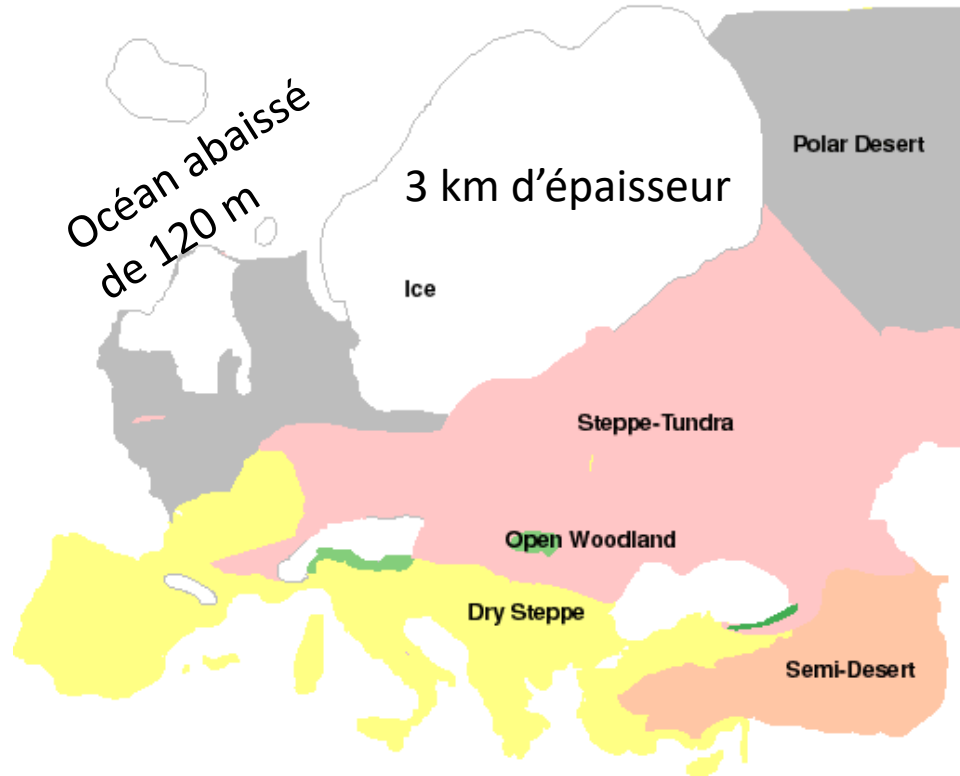 Océan abaissé
de 120 m
3 km d’épaisseur
Polar Desert
Ice
Steppe-Tundra
Open Woodland
Dry Steppe
Semi-Desert